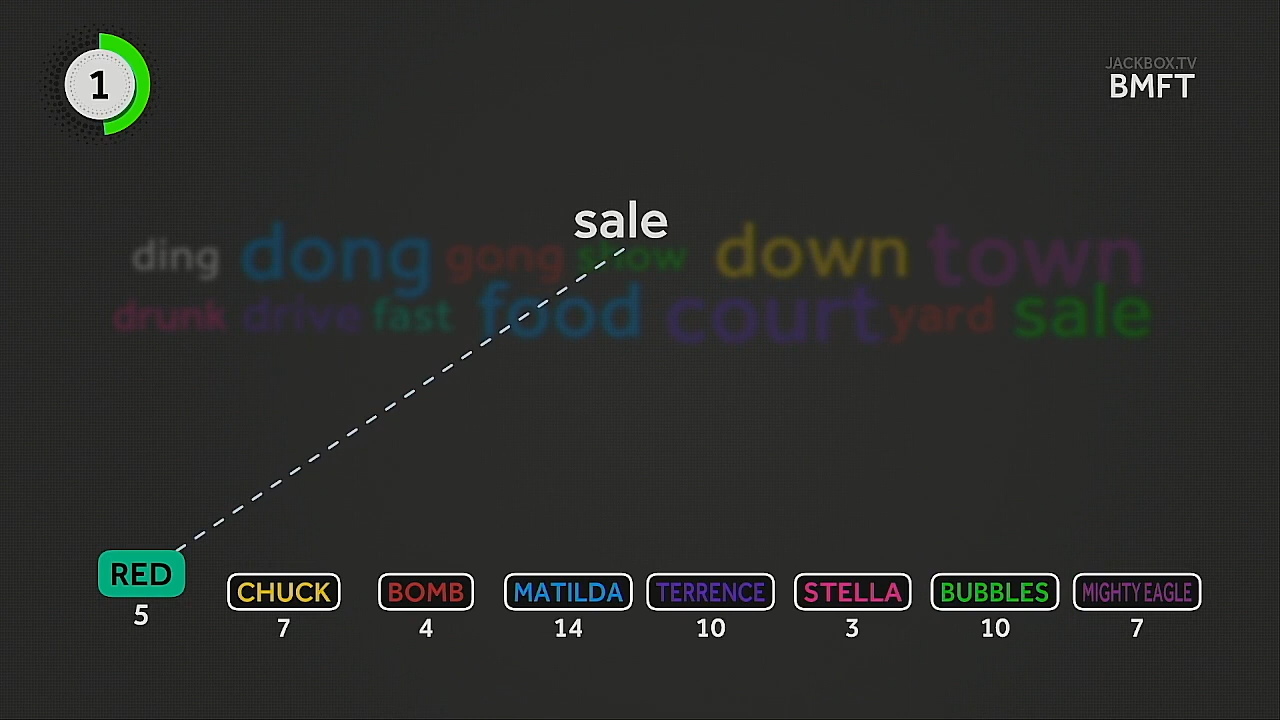 1
JACKBOX.TV
BMFT
sale
ding dong gong show down town
drunk drive fast food court yard sale
RED CHUCK BOMB MATILDA TERRENCE STELLA BUBBLES MIGHTY EAGLE
5 7 4 14 10 3 10 7